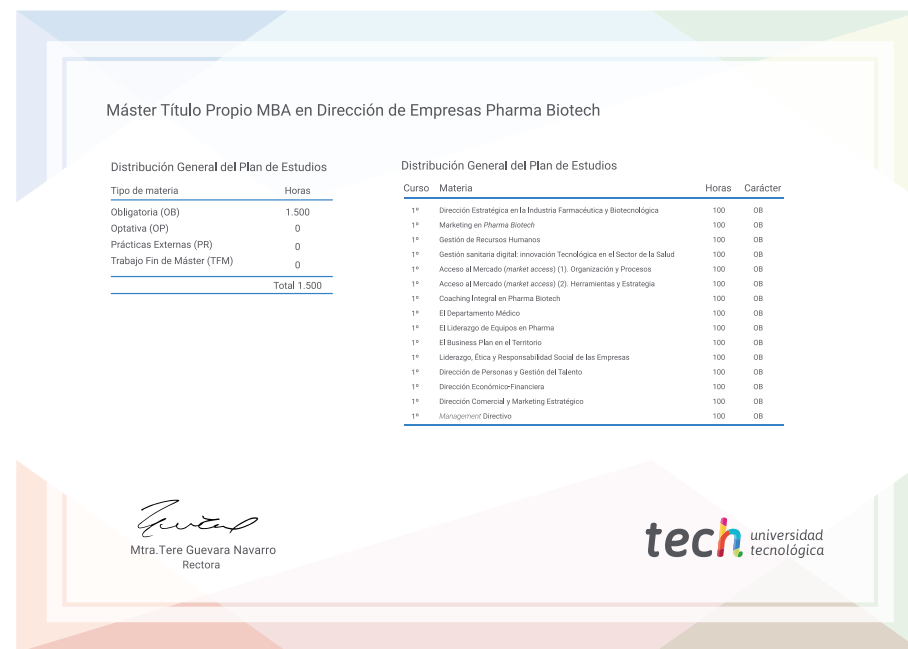 Máster Título Propio MBA en Dirección de Empresas Pharma Biotech
Distribución General del Plan de Estudios
Tipo de materia Horas
Obligatoria (OB) 1.500
Optativa (OP) 0
Prácticas Externas (PR) 0
Trabajo Fin de Máster (TFM) 0
Total 1.500
Distribución General del Plan de Estudios
Curso Materia Horas Carácter
1º Dirección Estratégica en la Industria Farmacéutica y Biotecnológica 100 OB
1º Marketing en Pharma Biotech 100 OB
1º Gestión de Recursos Humanos 100 OB
1º Gestión sanitaria digital: innovación Tecnológica en el Sector de la Salud 100 OB
1º Acceso al Mercado (market access) (1). Organización y Procesos 100 OB
1º Acceso al Mercado (market access) (2). Herramientas y Estrategia 100 OB
1º Coaching Integral en Pharma Biotech 100 OB
1º El Departamento Médico 100 OB
1º El Liderazgo de Equipos en Pharma 100 OB
1º El Business Plan en el Territorio 100 OB
1º Liderazgo, Ética y Responsabilidad Social de las Empresas 100 OB
1º Dirección de Personas y Gestión del Talento 100 OB
1º Dirección Económico-Financiera 100 OB
1º Dirección Comercial y Marketing Estratégico 100 OB
1º Management Directivo 100 OB
Mtra.Tere Guevara Navarro
Rectora
tech universidad
tecnológica